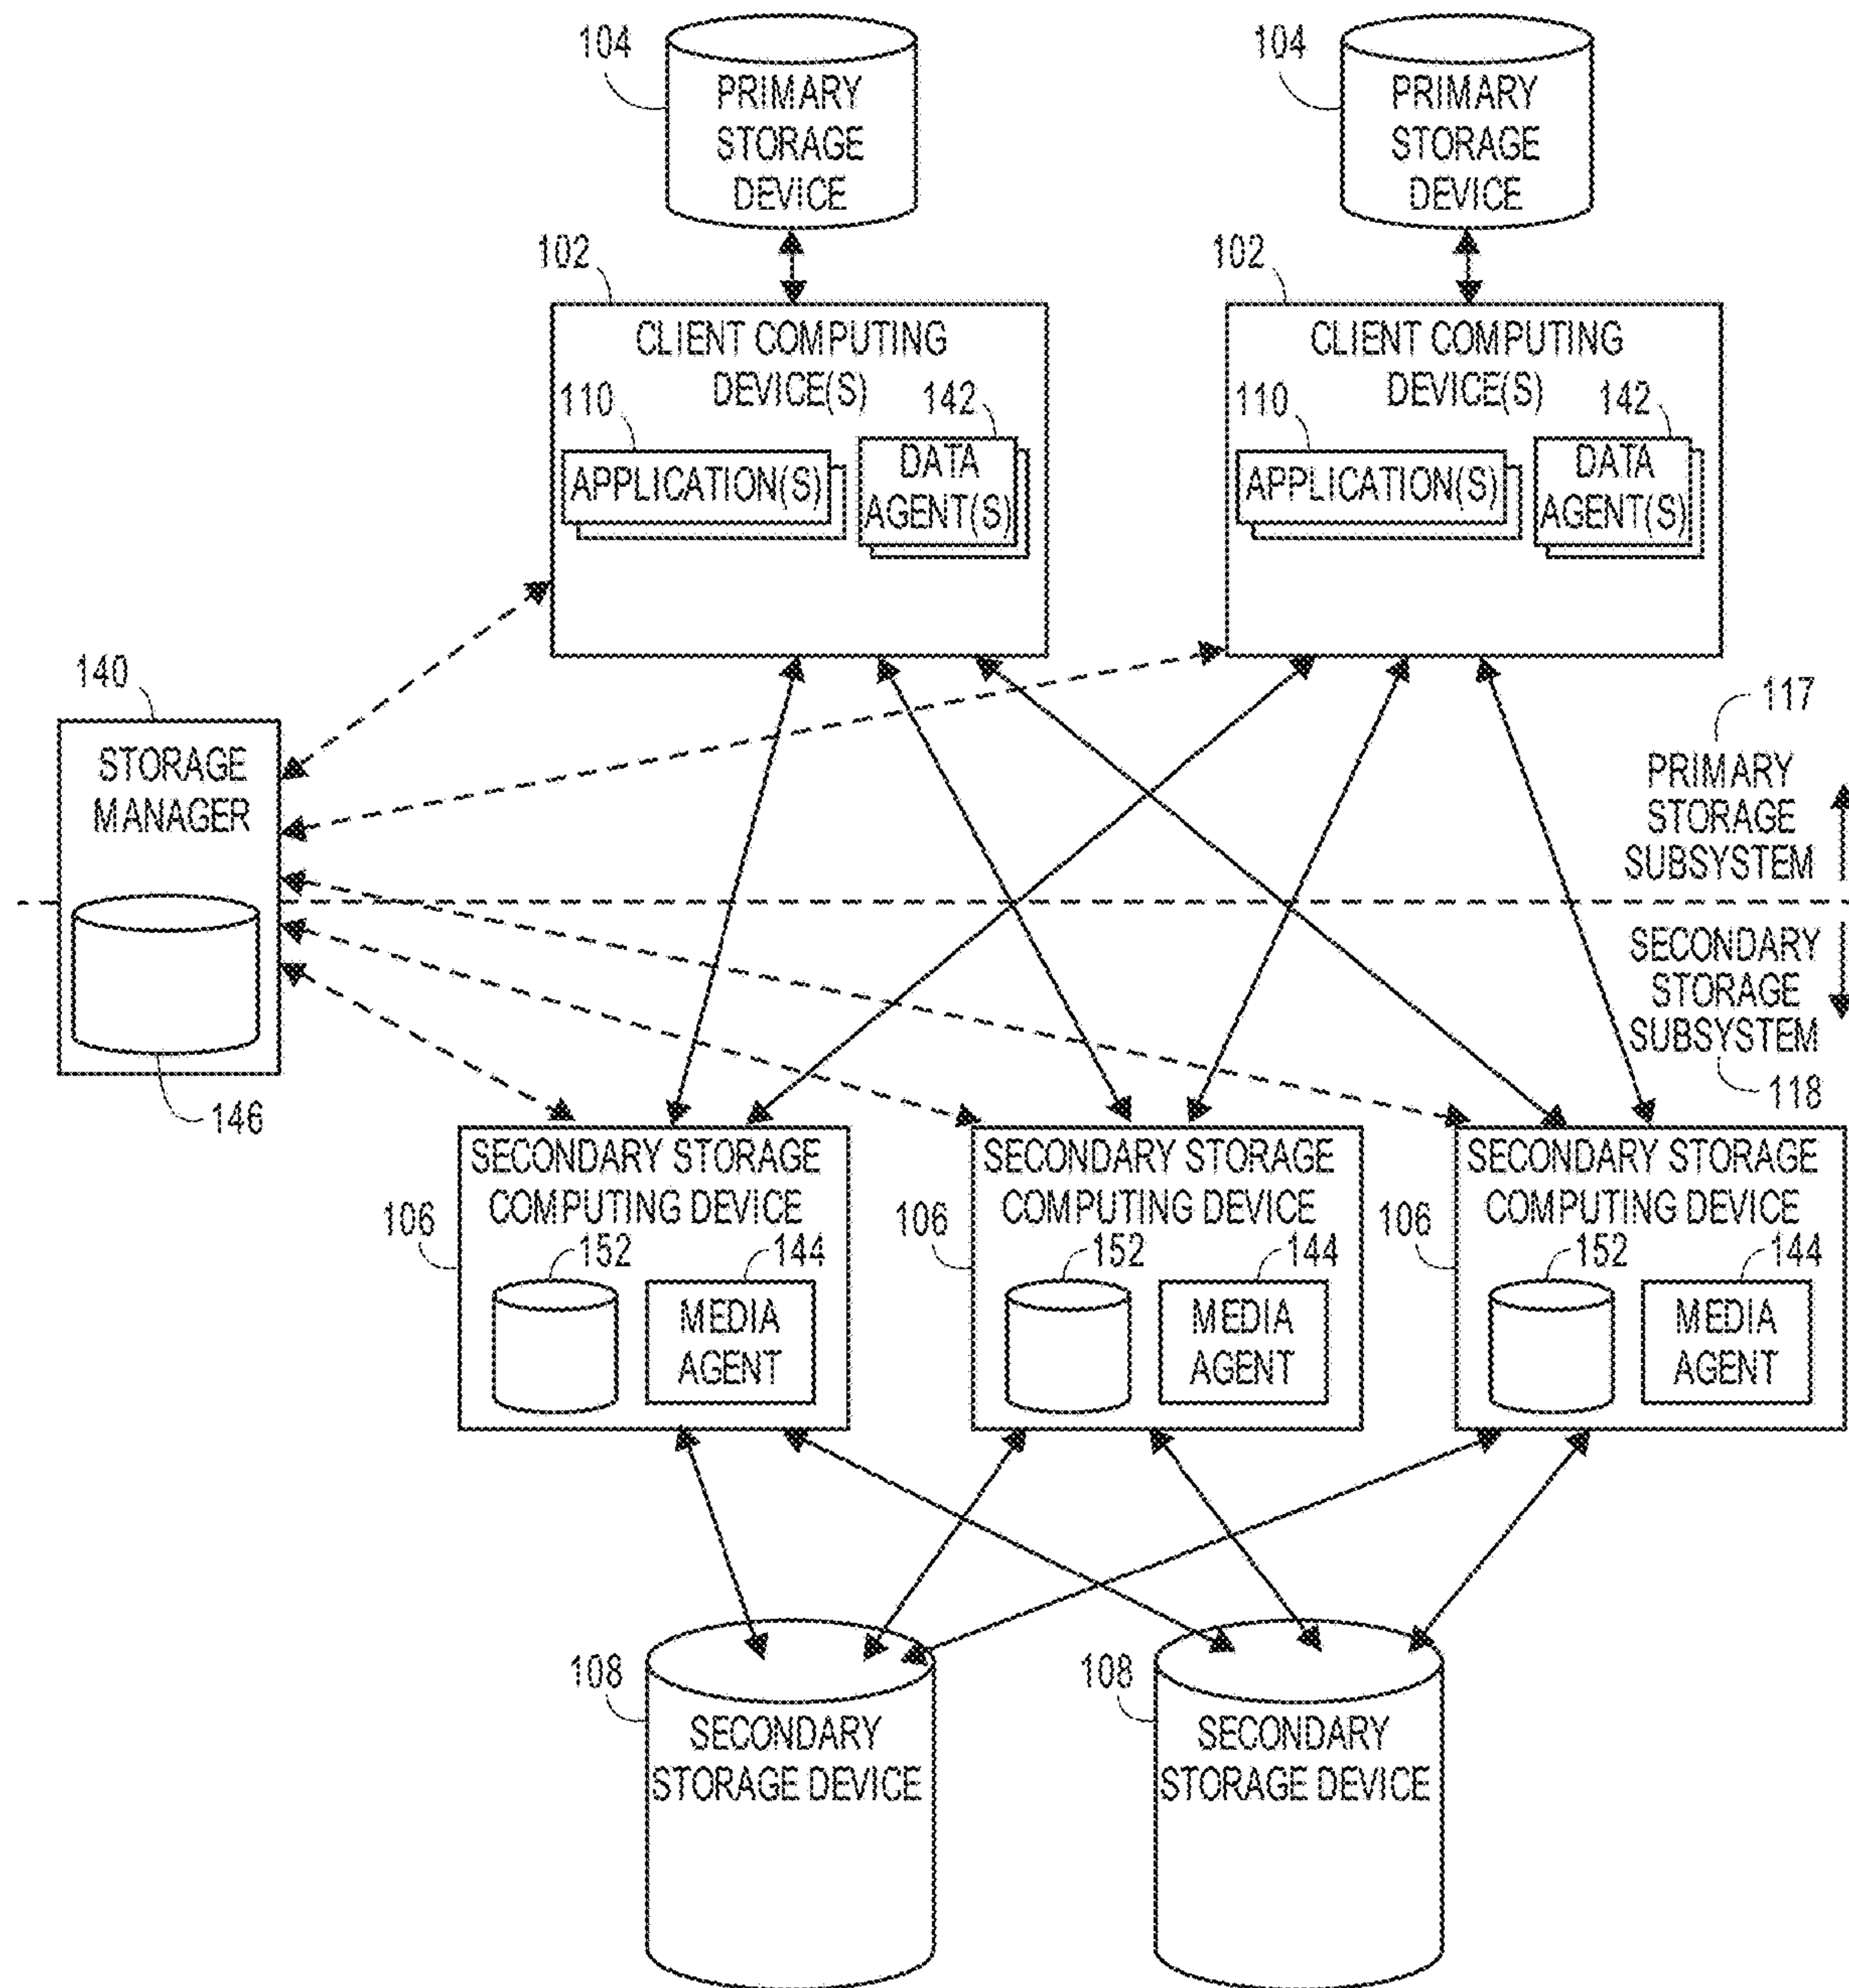 104
PRIMARY
STORAGE
DEVICE
104
PRIMARY
STORAGE
DEVICE
102
CLIENT COMPUTING
DEVICE(S)
110
142
APPLICATION(S)
DATA
AGENT(S)
102
CLIENT COMPUTING
DEVICE(S)
110
142
APPLICATION(S)
DATA
AGENT(S)
140
STORAGE
MANAGER
146
117
PRIMARY
STORAGE
SUBSYSTEM
SECONDARY
STORAGE
SUBSYSTEM
118
SECONDARY STORAGE
COMPUTING DEVICE
106
152
144
MEDIA
AGENT
SECONDARY STORAGE
COMPUTING DEVICE
106
152
144
MEDIA
AGENT
SECONDARY STORAGE
COMPUTING DEVICE
106
152
144
MEDIA
AGENT
108
SECONDARY
STORAGE DEVICE
108
SECONDARY
STORAGE DEVICE